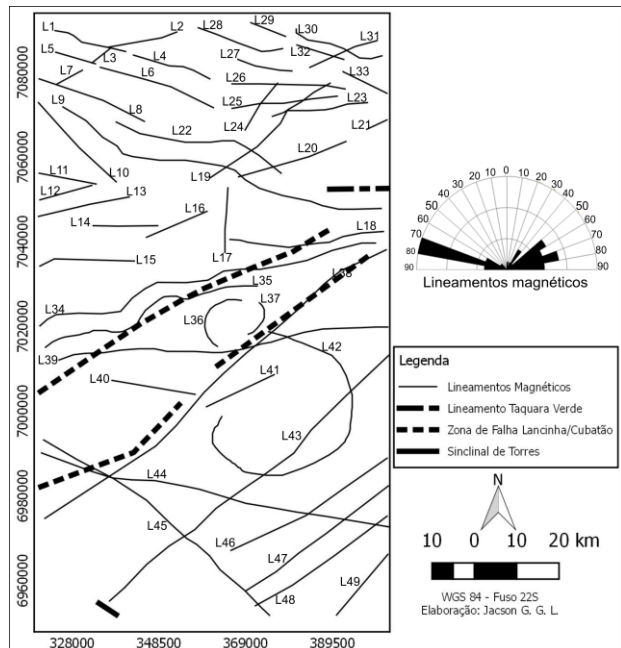 L1
L2
L28
L29
L30
L31
L5
L3
L4
L27
L32
L7
L6
L26
L33
L9
L8
L25
L23
L24
L22
L21
L20
L11
L10
L19
L12
L13
L16
L14
L17
L18
L15
L35
L38
L34
L36
L37
L39
L42
L40
L41
L43
L44
L45
L46
L47
L48
L49
7080000
7060000
7040000
7020000
7000000
6980000
6960000
328000 348500 369000 389500
0
10 10
20 20
30 30
40 40
50 50
60 60
70 70
80 80
90 90
Lineamentos magnéticos
Legenda
Lineamentos Magnéticos
Lineamento Taquara Verde
Zona de Falha Lancinha/Cubatão
Sinclinal de Torres
N
10 0 10 20 km
WGS 84 - Fuso 22S
Elaboração: Jacson G. G. L.